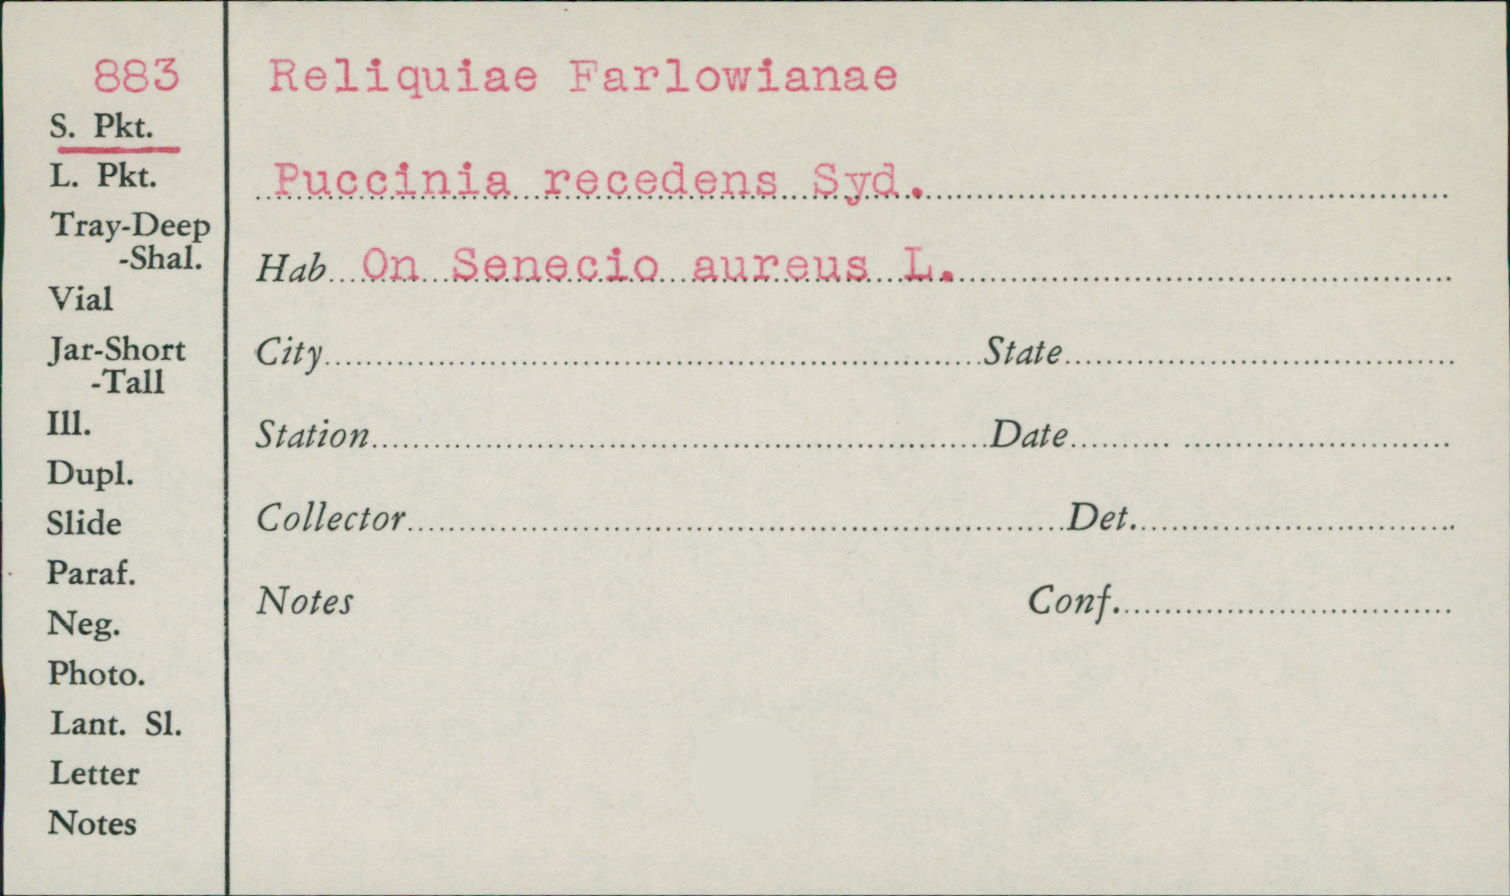 883
S. Pkt.
L. Pkt.
Tray-Deep
-Shal.
Vial
Jar-Short
-Tall
Ill.
Dupl.
Slide
Paraf.
Neg.
Photo.
Lant. Sl.
Letter
Notes
Reliquiae Farlowianae
Puccinia recedens Syd.
Hab On Senecio aureus L.
City State
Station Date
Collector Det.
Notes Conf.